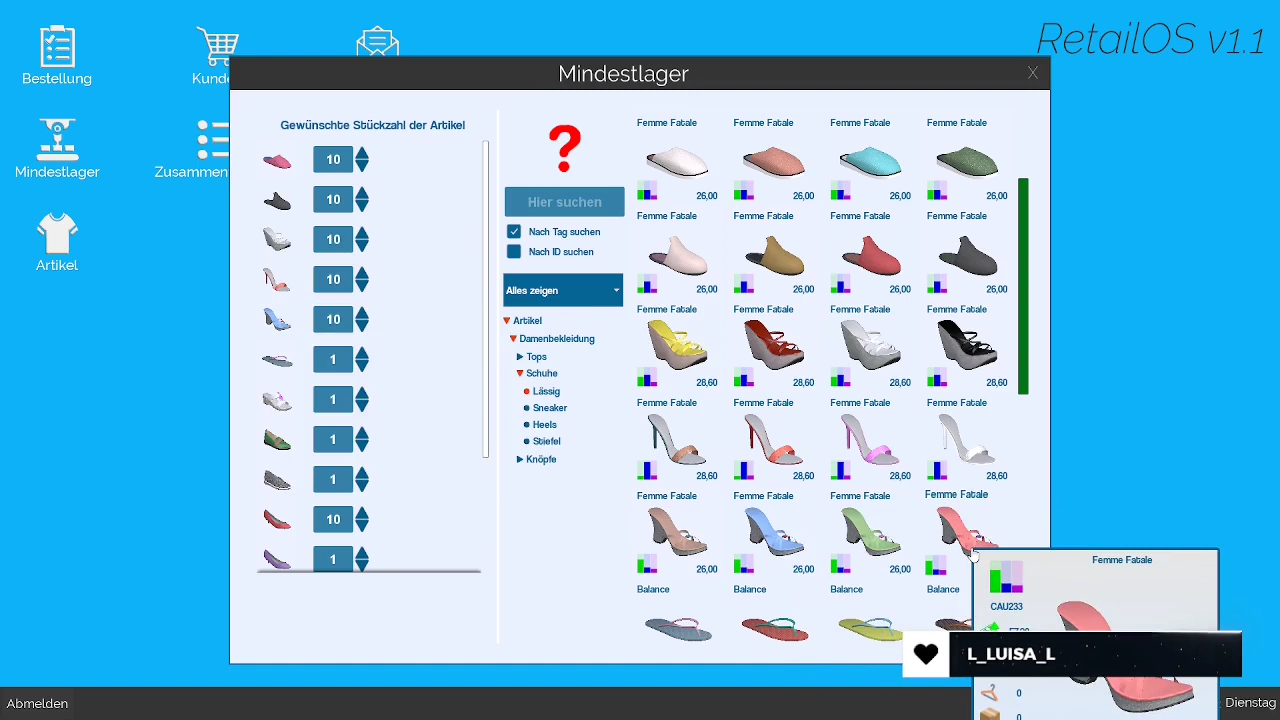 RetailOS v1.1
Bestellung
Mindestlager
Artikel
Mindestlager
X
Gewünschte Stückzahl der Artikel
10
10
10
10
10
1
1
1
1
10
1
?
Hier suchen
Nach Tag suchen
Nach ID suchen
Alles zeigen
Artikel
Damenbekleidung
Tops
Schuhe
Lässig
Sneaker
Heels
Stiefel
Knöpfe
Femme Fatale Femme Fatale Femme Fatale Femme Fatale
26,00 26,00 26,00 26,00
Femme Fatale Femme Fatale Femme Fatale Femme Fatale
26,00 26,00 26,00 26,00
Femme Fatale Femme Fatale Femme Fatale Femme Fatale
28,60 28,60 28,60 28,60
Femme Fatale Femme Fatale Femme Fatale Femme Fatale
28,60 28,60 28,60 28,60
Femme Fatale Femme Fatale Femme Fatale Femme Fatale
26,00 26,00 26,00
Balance Balance Balance Balance
Femme Fatale
CAU233
L_LUISA_L
0
0
Abmelden
Dienstag